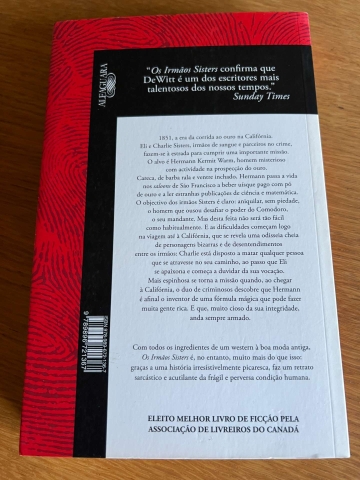 ALFAGUARA
"Os Irmãos Sisters confirma que
DeWitt é um dos escritores mais
talentosos dos nossos tempos."
Sunday Times
1851, a era da corrida ao ouro na Califórnia.
Eli e Charlie Sisters, irmãos de sangue e parceiros no crime,
fazem-se à estrada para cumprir uma importante missão.
O alvo é Hermann Kermit Warm, homem misterioso
com actividade na prospecção do ouro.
Careca, de barba rala e ventre inchado, Hermann passa a vida
nos saloons de São Francisco a beber uísque pago com pó
de ouro e a ler estranhas publicações de ciência e matemática.
O objectivo dos irmãos Sisters é claro: aniquilar, sem piedade,
o homem que ousou desafiar o poder do Comodoro,
o seu mandante. Mas desta feita não será tão fácil
como habitualmente. E as dificuldades começam logo
na viagem até à Califórnia, que se revela uma odisseia cheia
de personagens bizarras e de desentendimentos
entre os irmãos: Charlie está disposto a matar qualquer pessoa
que se atravesse no seu caminho, ao passo que Eli
se apaixona e começa a duvidar da sua vocação.
Mais espinhosa se torna a missão quando, ao chegar
à Califórnia, o duo de criminosos descobre que Hermann
é afinal o inventor de uma fórmula mágica que pode fazer
muita gente rica. E que, muito cioso da sua integridade,
anda sempre armado.
Com todos os ingredientes de um western à boa moda antiga,
Os Irmãos Sisters é, no entanto, muito mais do que isso:
graças a uma história irresistivelmente picaresca, faz um retrato
sarcástico e acutilante da frágil e perversa condição humana.
ELEITO MELHOR LIVRO DE FICÇÃO PELA
ASSOCIAÇÃO DE LIVREIROS DO CANADÁ